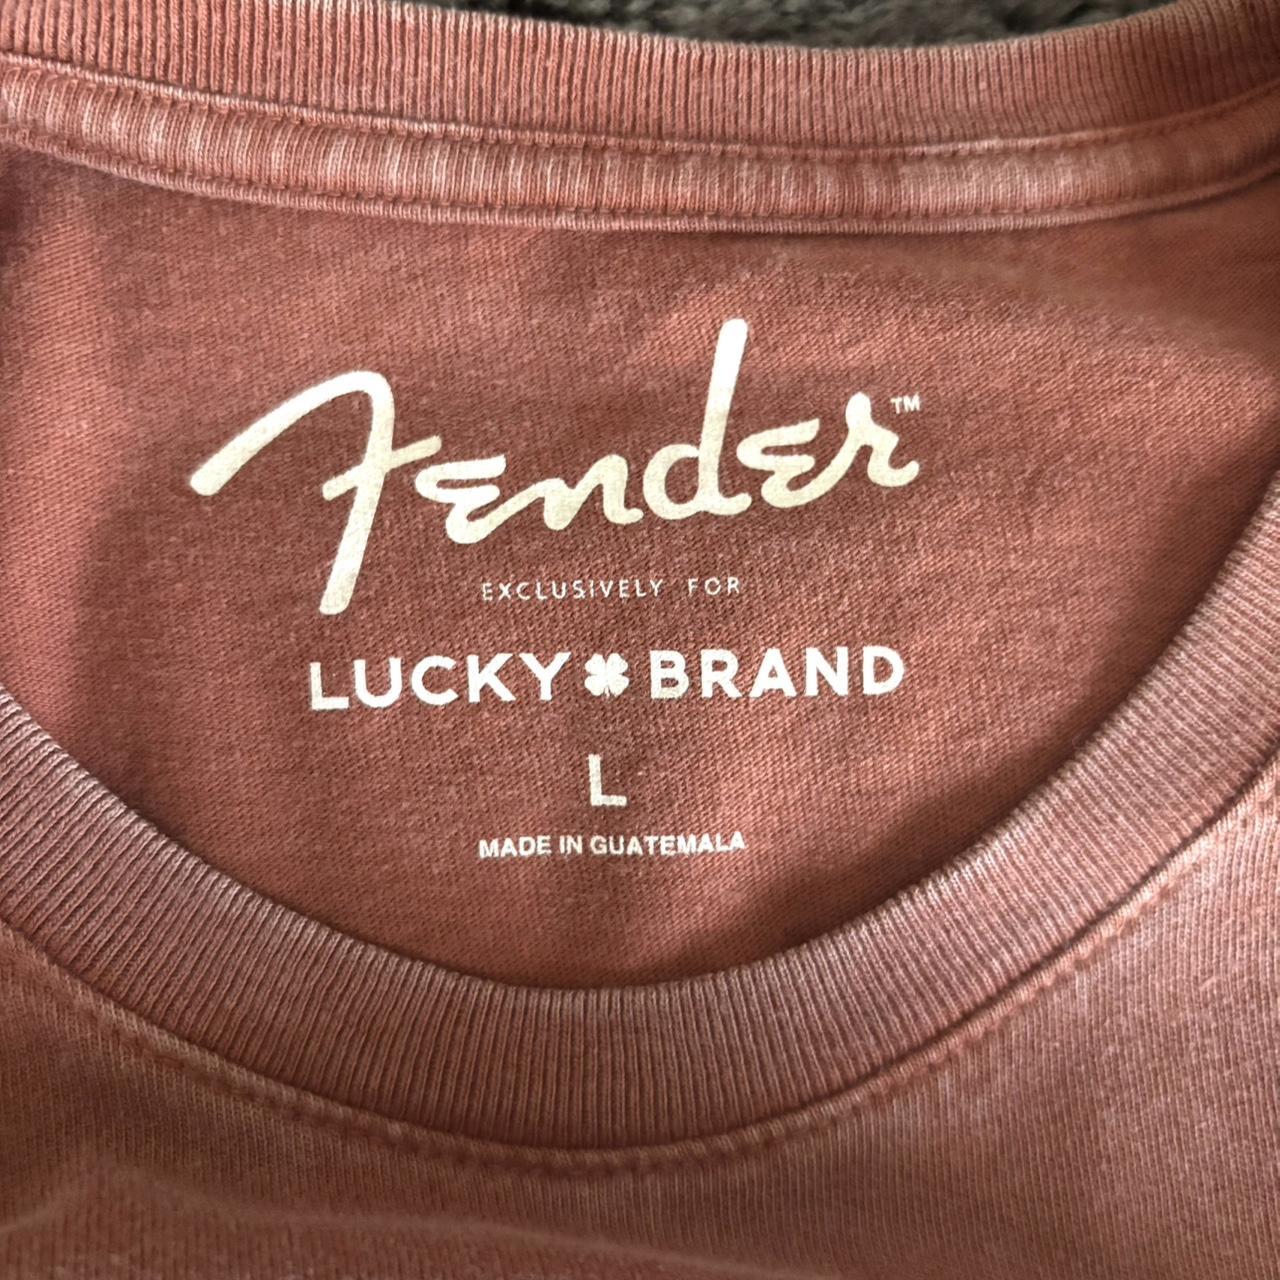 Fender™
EXCLUSIVELY FOR
LUCKY BRAND
L
MADE IN GUATEMALA